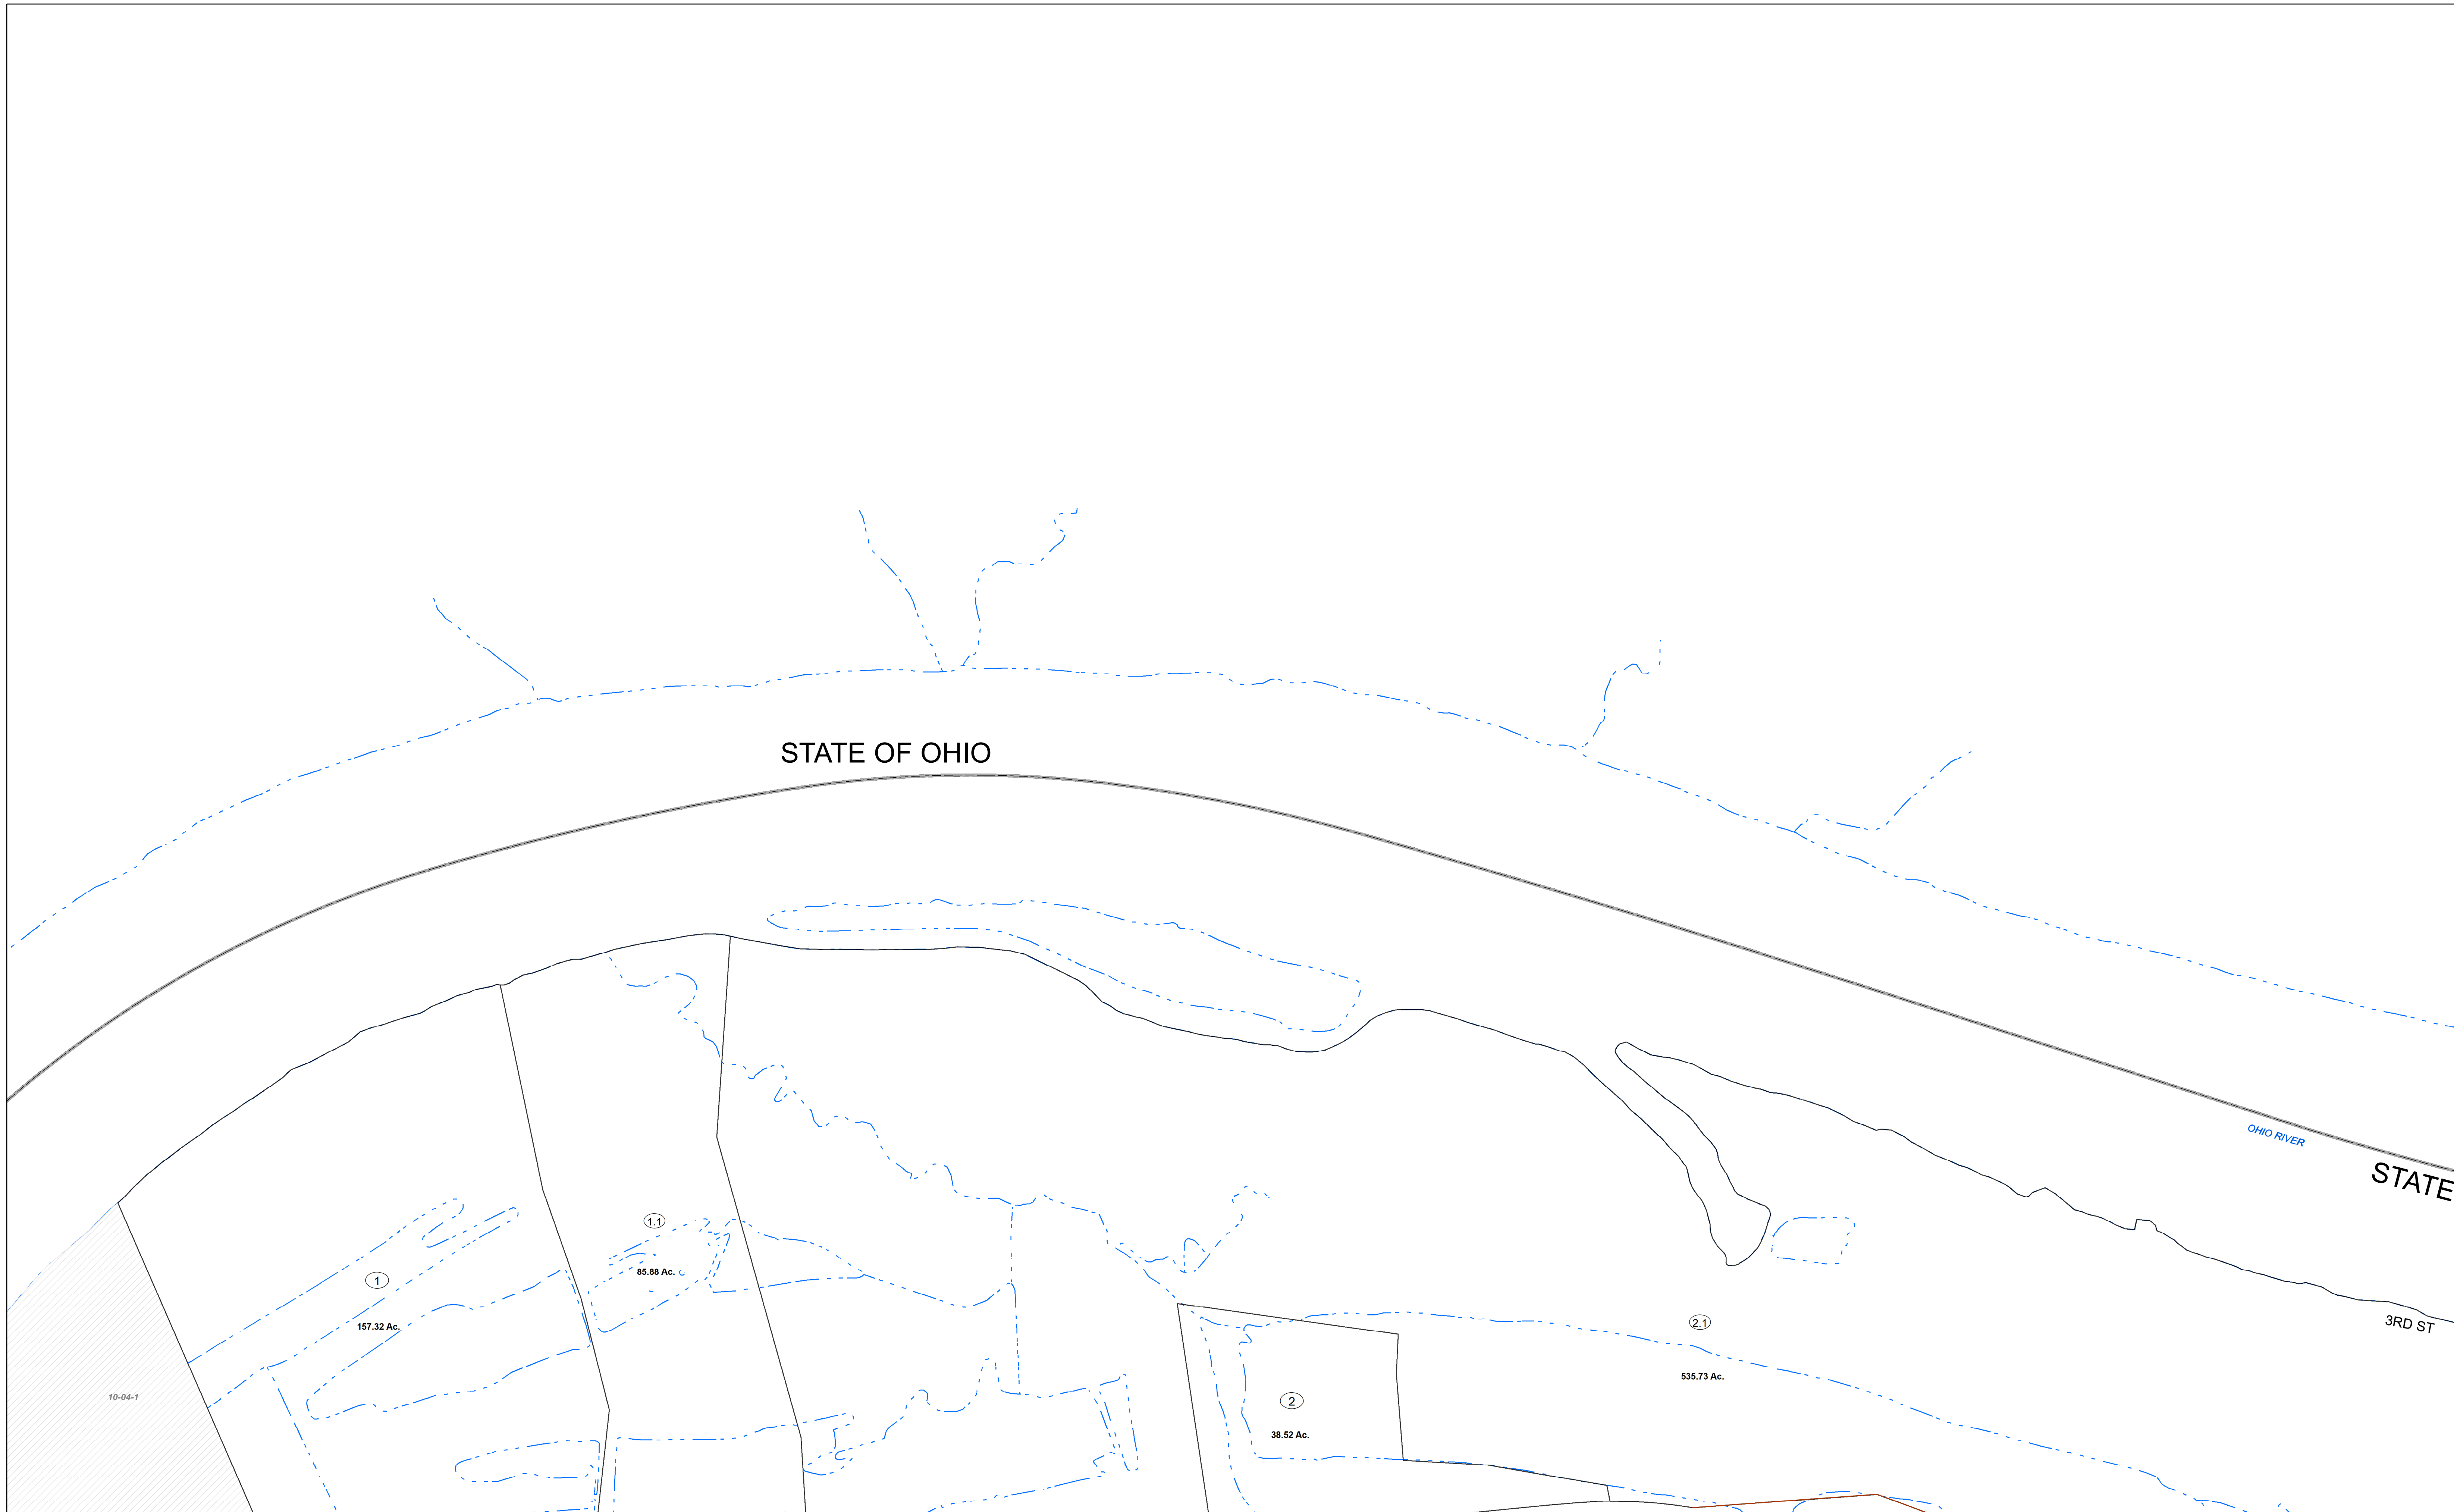 STATE OF OHIO
OHIO RIVER
STATE
1.1
85.88 Ac.
1
157.32 Ac.
2.1
3RD ST
535.73 Ac.
10-04-1
2
38.52 Ac.